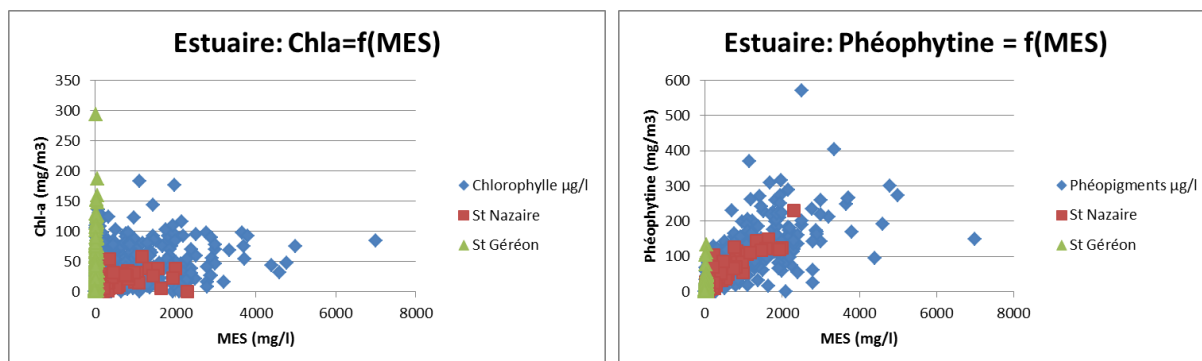 Estuaire: Chla=f(MES)
350
300
250
200
150
100
50
0
Chl-a (mg/m3)
0 2000 4000 6000 8000
MES (mg/l)
Chlorophylle µg/l
St Nazaire
St Géréon
Estuaire: Phéophytine = f(MES)
600
500
400
300
200
100
0
Phéophytine (mg/m3)
0 2000 4000 6000 8000
MES (mg/l)
Phéopigments µg/l
St Nazaire
St Géréon